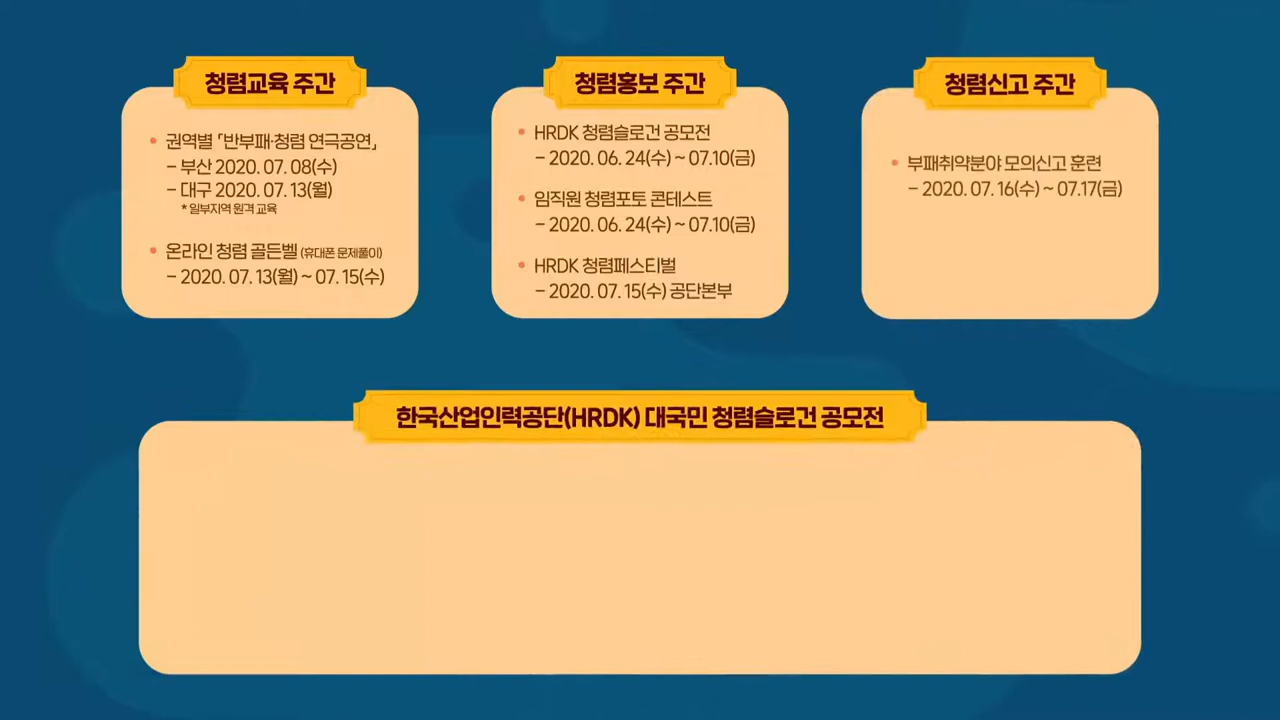 청렴교육 주간
• 권역별 「반부패·청렴 연극공연」
– 부산 2020. 07. 08(수)
– 대구 2020. 07. 13(월)
* 일부지역 원격 교육
• 온라인 청렴 골든벨 (휴대폰 문제풀이)
– 2020. 07. 13(월) ~ 07. 15(수)
청렴홍보 주간
• HRDK 청렴슬로건 공모전
– 2020. 06. 24(수) ~ 07.10(금)
• 임직원 청렴포토 콘테스트
– 2020. 06. 24(수) ~ 07.10(금)
• HRDK 청렴페스티벌
– 2020. 07. 15(수) 공단본부
청렴신고 주간
• 부패취약분야 모의신고 훈련
– 2020. 07. 16(수) ~ 07.17(금)
한국산업인력공단(HRDK) 대국민 청렴슬로건 공모전